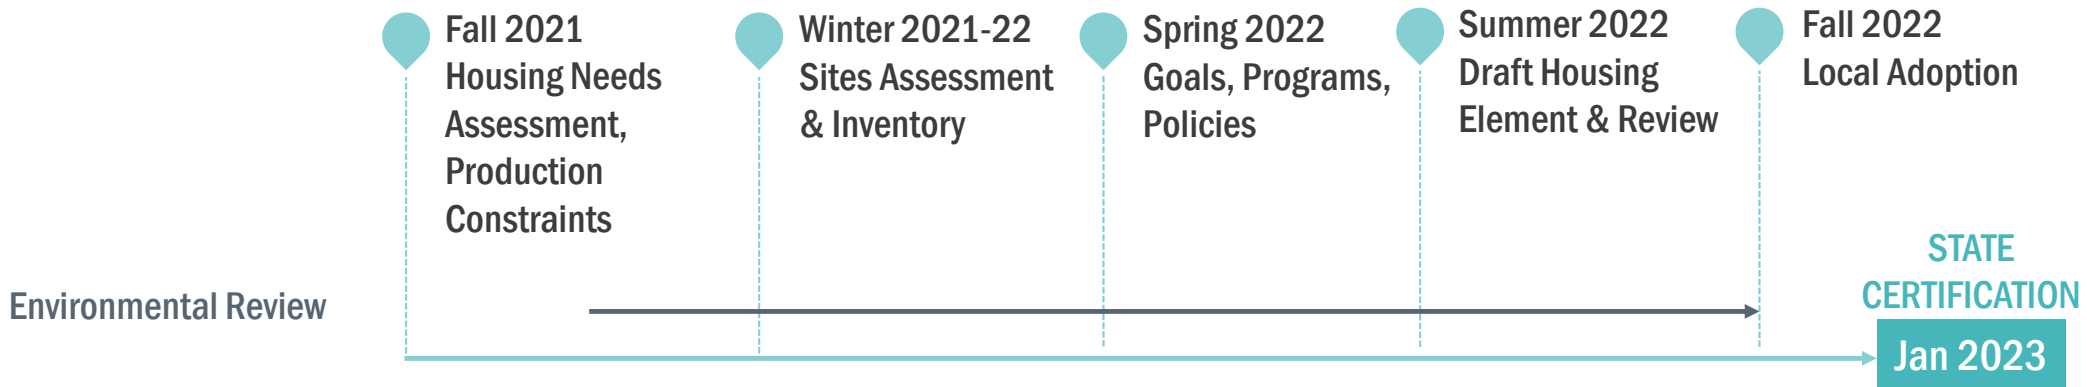 Fall 2021
Housing Needs
Assessment,
Production
Constraints
Winter 2021-22
Sites Assessment
& Inventory
Spring 2022
Goals, Programs,
Policies
Summer 2022
Draft Housing
Element & Review
Fall 2022
Local Adoption
Environmental Review
STATE
CERTIFICATION
Jan 2023